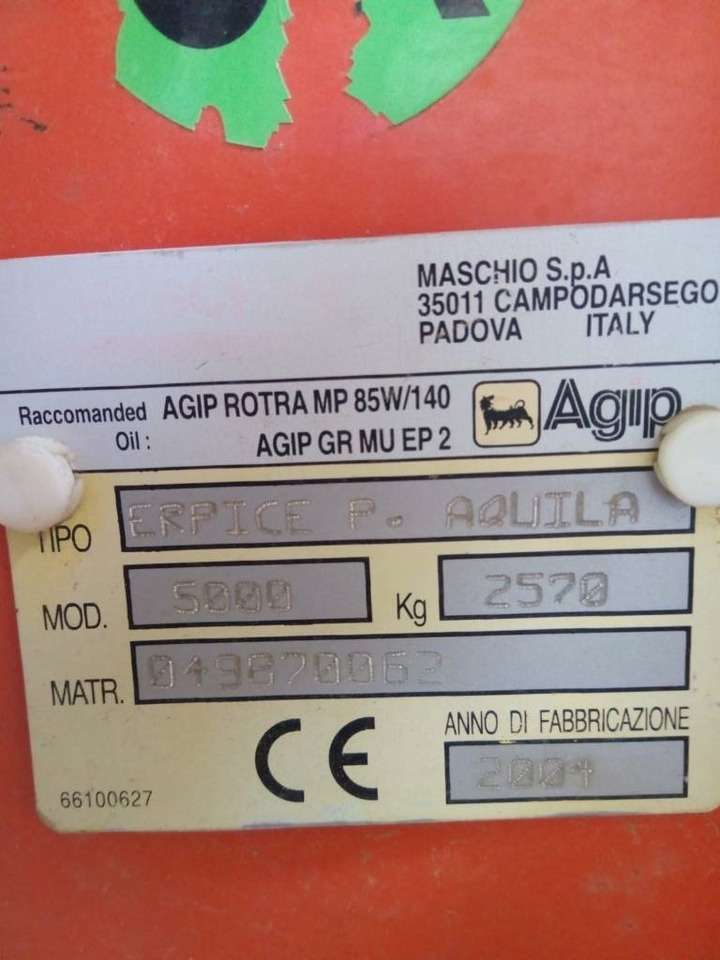 MASCHIO S.p.A
35011 CAMPODARSEGO
PADOVA ITALY
Raccomanded Oil : AGIP ROTRA MP 85W/140
AGIP GR MU EP 2
Agip
TIPO ERPICE P. AQUILA
MOD. 5000 Kg 2570
MATR. 049870062
CE
ANNO DI FABBRICAZIONE
2004
66100627